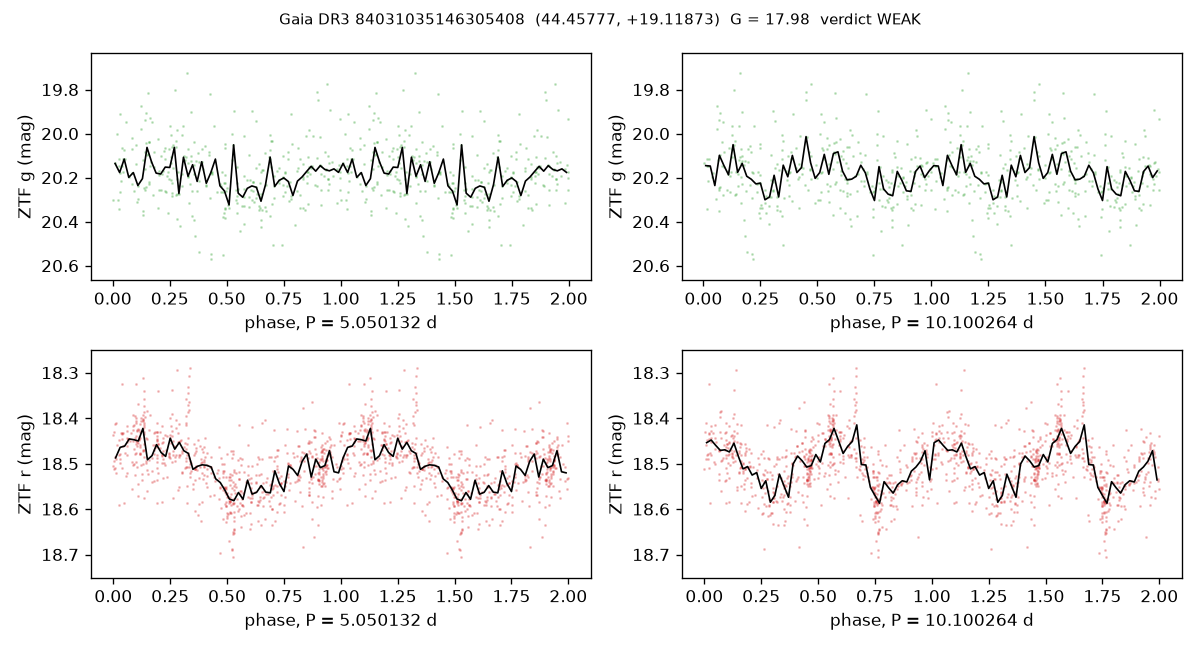 Gaia DR3 84031035146305408 (44.45777, +19.11873) G = 17.98 verdict WEAK
ZTF g (mag)
19.8
20.0
20.2
20.4
20.6
0.00 0.25 0.50 0.75 1.00 1.25 1.50 1.75 2.00
phase, P = 5.050132 d
ZTF g (mag)
19.8
20.0
20.2
20.4
20.6
0.00 0.25 0.50 0.75 1.00 1.25 1.50 1.75 2.00
phase, P = 10.100264 d
ZTF r (mag)
18.3
18.4
18.5
18.6
18.7
0.00 0.25 0.50 0.75 1.00 1.25 1.50 1.75 2.00
phase, P = 5.050132 d
ZTF r (mag)
18.3
18.4
18.5
18.6
18.7
0.00 0.25 0.50 0.75 1.00 1.25 1.50 1.75 2.00
phase, P = 10.100264 d